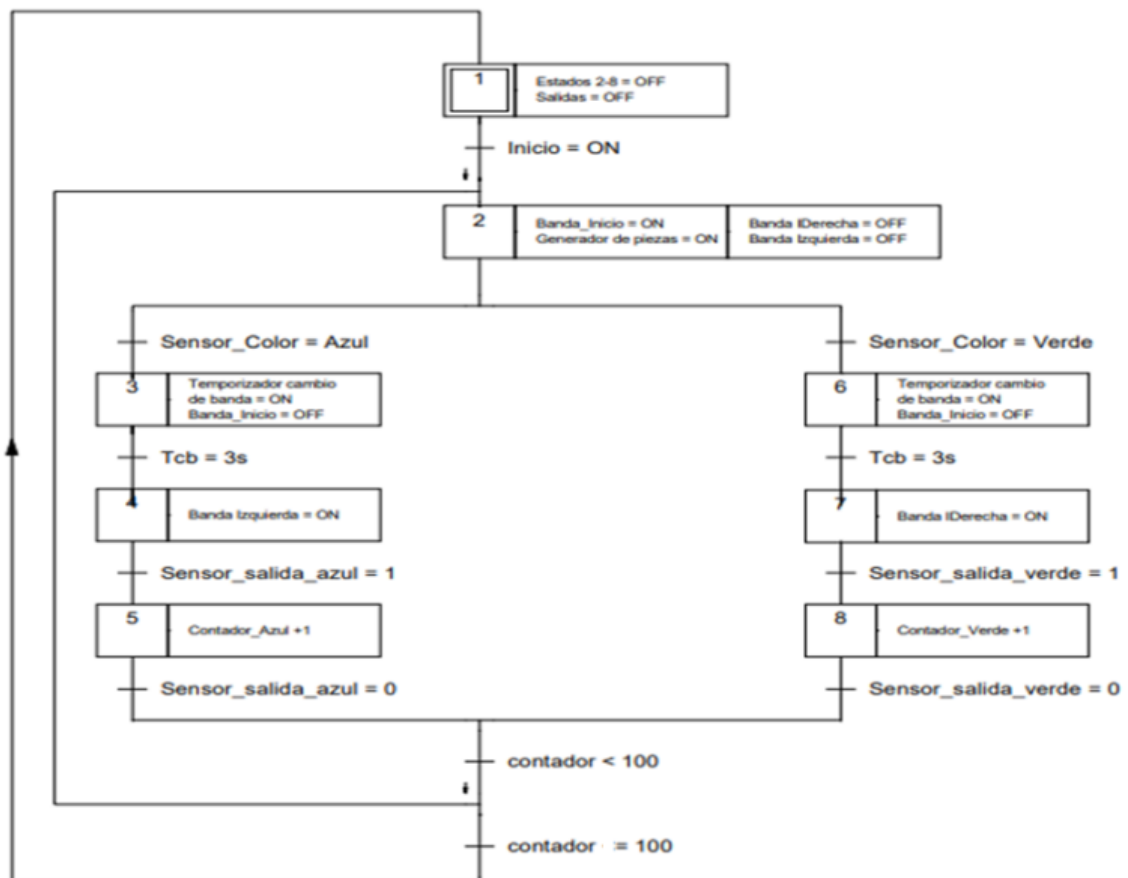 1
Estados 2-8 = OFF
Salidas = OFF
Inicio = ON
2
Banda_Inicio = ON
Generador de piezas = ON
Banda IDerecha = OFF
Banda Izquierda = OFF
Sensor_Color = Azul
Sensor_Color = Verde
3
Temporizador cambio
de banda = ON
Banda_Inicio = OFF
6
Temporizador cambio
de banda = ON
Banda_Inicio = OFF
Tcb = 3s
Tcb = 3s
4
Banda Izquierda = ON
7
Banda IDerecha = ON
Sensor_salida_azul = 1
Sensor_salida_verde = 1
5
Contador_Azul +1
8
Contador_Verde +1
Sensor_salida_azul = 0
Sensor_salida_verde = 0
contador < 100
contador = 100